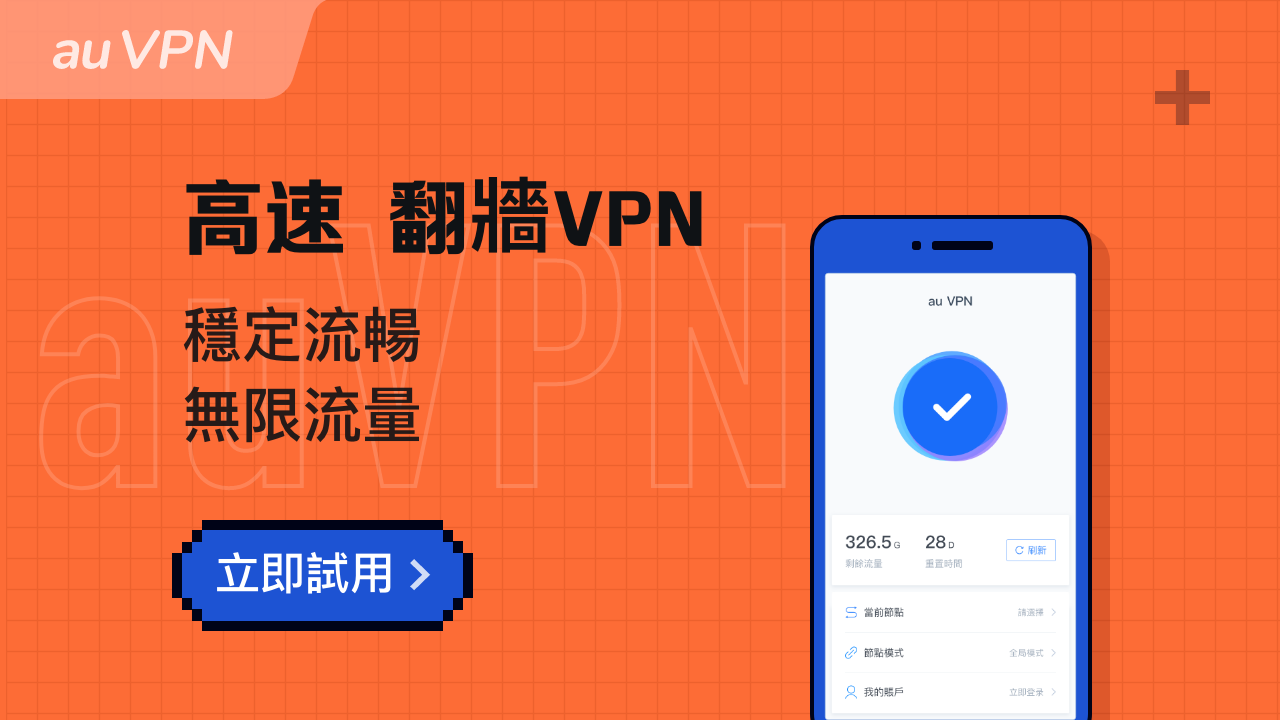 au VPN
高速 翻牆VPN
auVPN
穩定流暢
無限流量
立即試用
au VPN
326.5 G
28 D
刷新
剩餘流量
重置時間
當前節點
請選擇
節點模式
全局模式
我的賬戶
立即登录